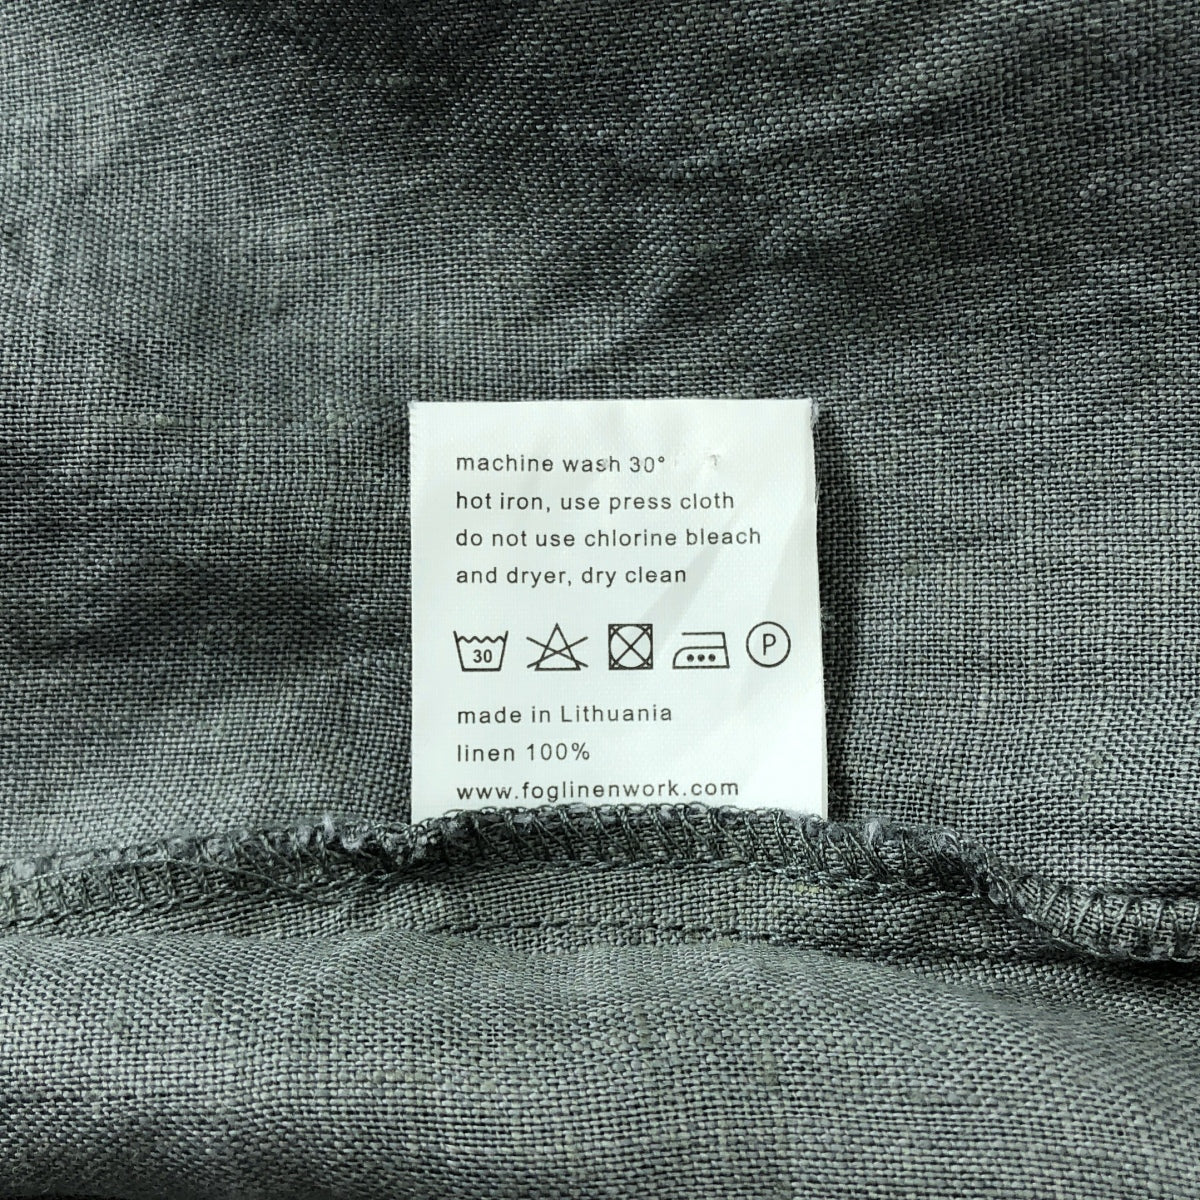 machine wash 30°
hot iron, use press cloth
do not use chlorine bleach
and dryer, dry clean
30
P
made in Lithuania
linen 100%
www.foglinenwork.com